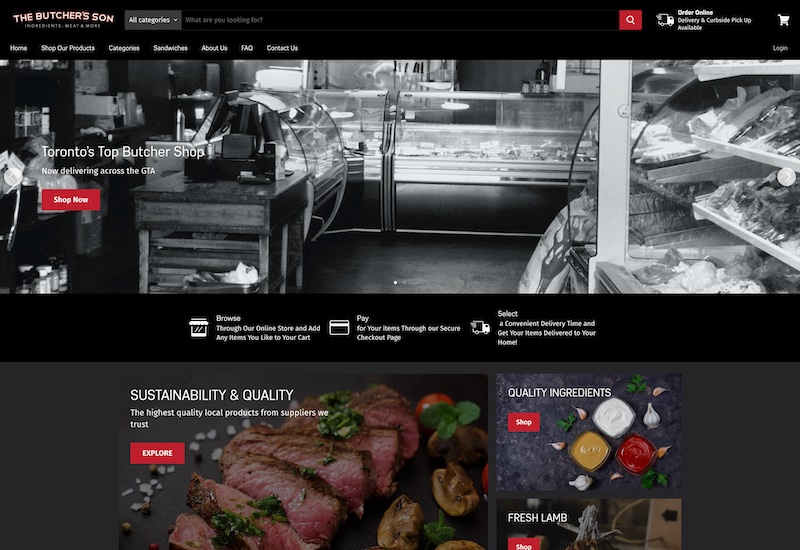 THE BUTCHER'S SON
INGREDIENTS · MEAT & MORE
All categories
What are you looking for?
Order Online
Delivery & Curbside Pick Up
Available
Home
Shop Our Products
Categories
Sandwiches
About Us
FAQ
Contact Us
Login
Toronto's Top Butcher Shop
Now delivering across the GTA
Shop Now
Browse
Through Our Online Store and Add
Any Items You Like to Your Cart
Pay
for Your items Through our Secure
Checkout Page
Select
a Convenient Delivery Time and
Get Your Items Delivered to Your
Home!
SUSTAINABILITY & QUALITY
The highest quality local products from suppliers we
trust
EXPLORE
QUALITY INGREDIENTS
Shop
FRESH LAMB
Shop